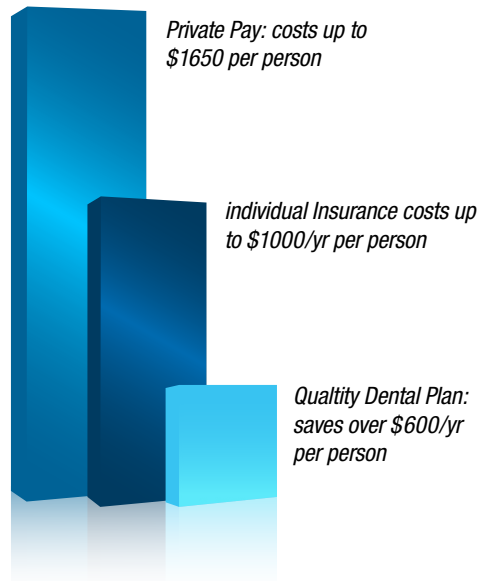 Private Pay: costs up to
$1650 per person
individual Insurance costs up
to $1000/yr per person
Qualtity Dental Plan:
saves over $600/yr
per person